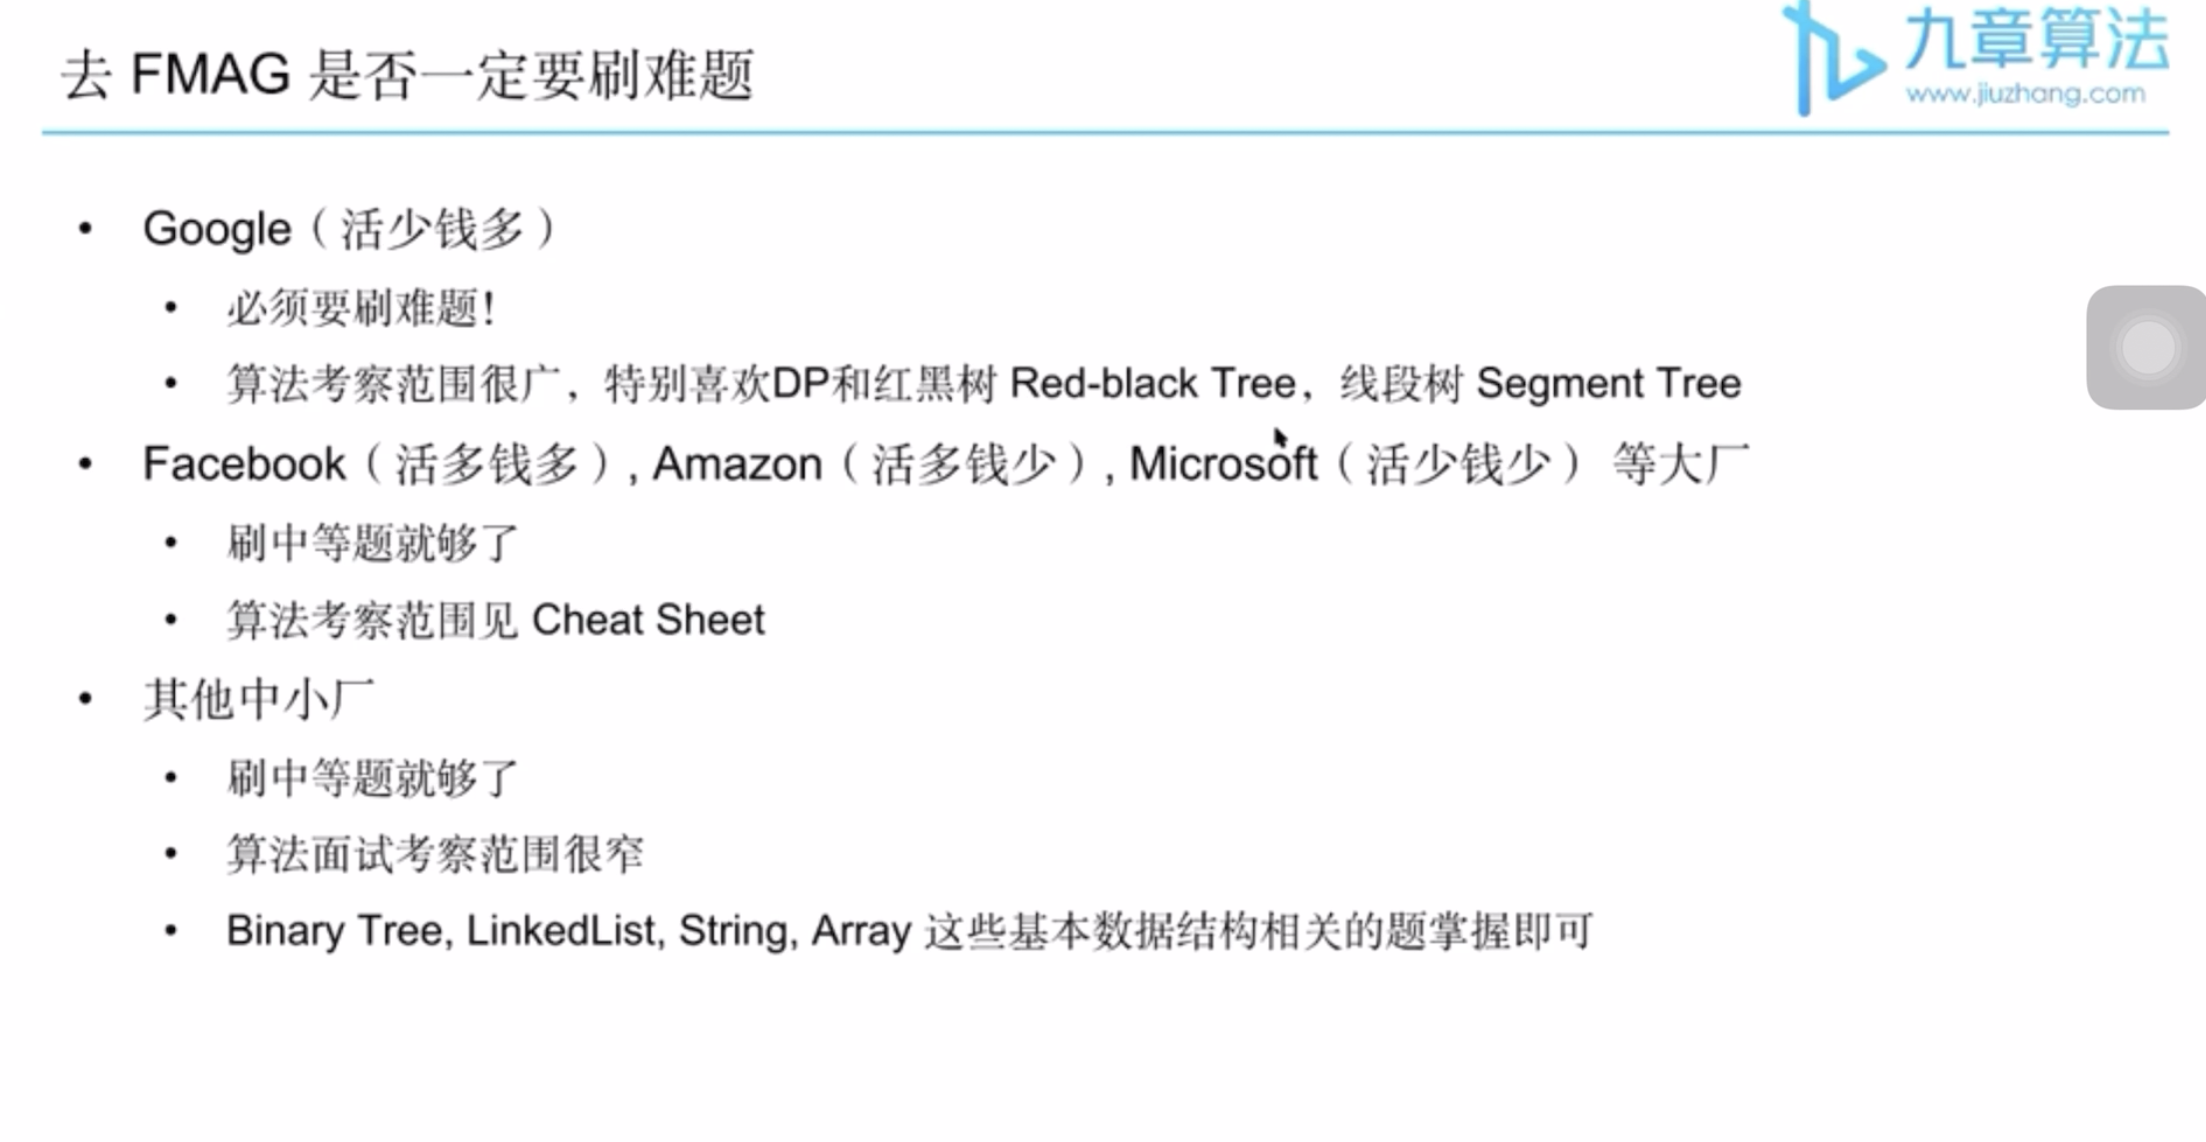 去 FMAG 是否一定要刷难题
九章算法
www.jiuzhang.com
• Google（活少钱多）
• 必须要刷难题！
• 算法考察范围很广，特别喜欢DP和红黑树 Red-black Tree，线段树 Segment Tree
• Facebook（活多钱多）, Amazon（活多钱少）, Microsoft（活少钱少） 等大厂
• 刷中等题就够了
• 算法考察范围见 Cheat Sheet
• 其他中小厂
• 刷中等题就够了
• 算法面试考察范围很窄
• Binary Tree, LinkedList, String, Array 这些基本数据结构相关的题掌握即可